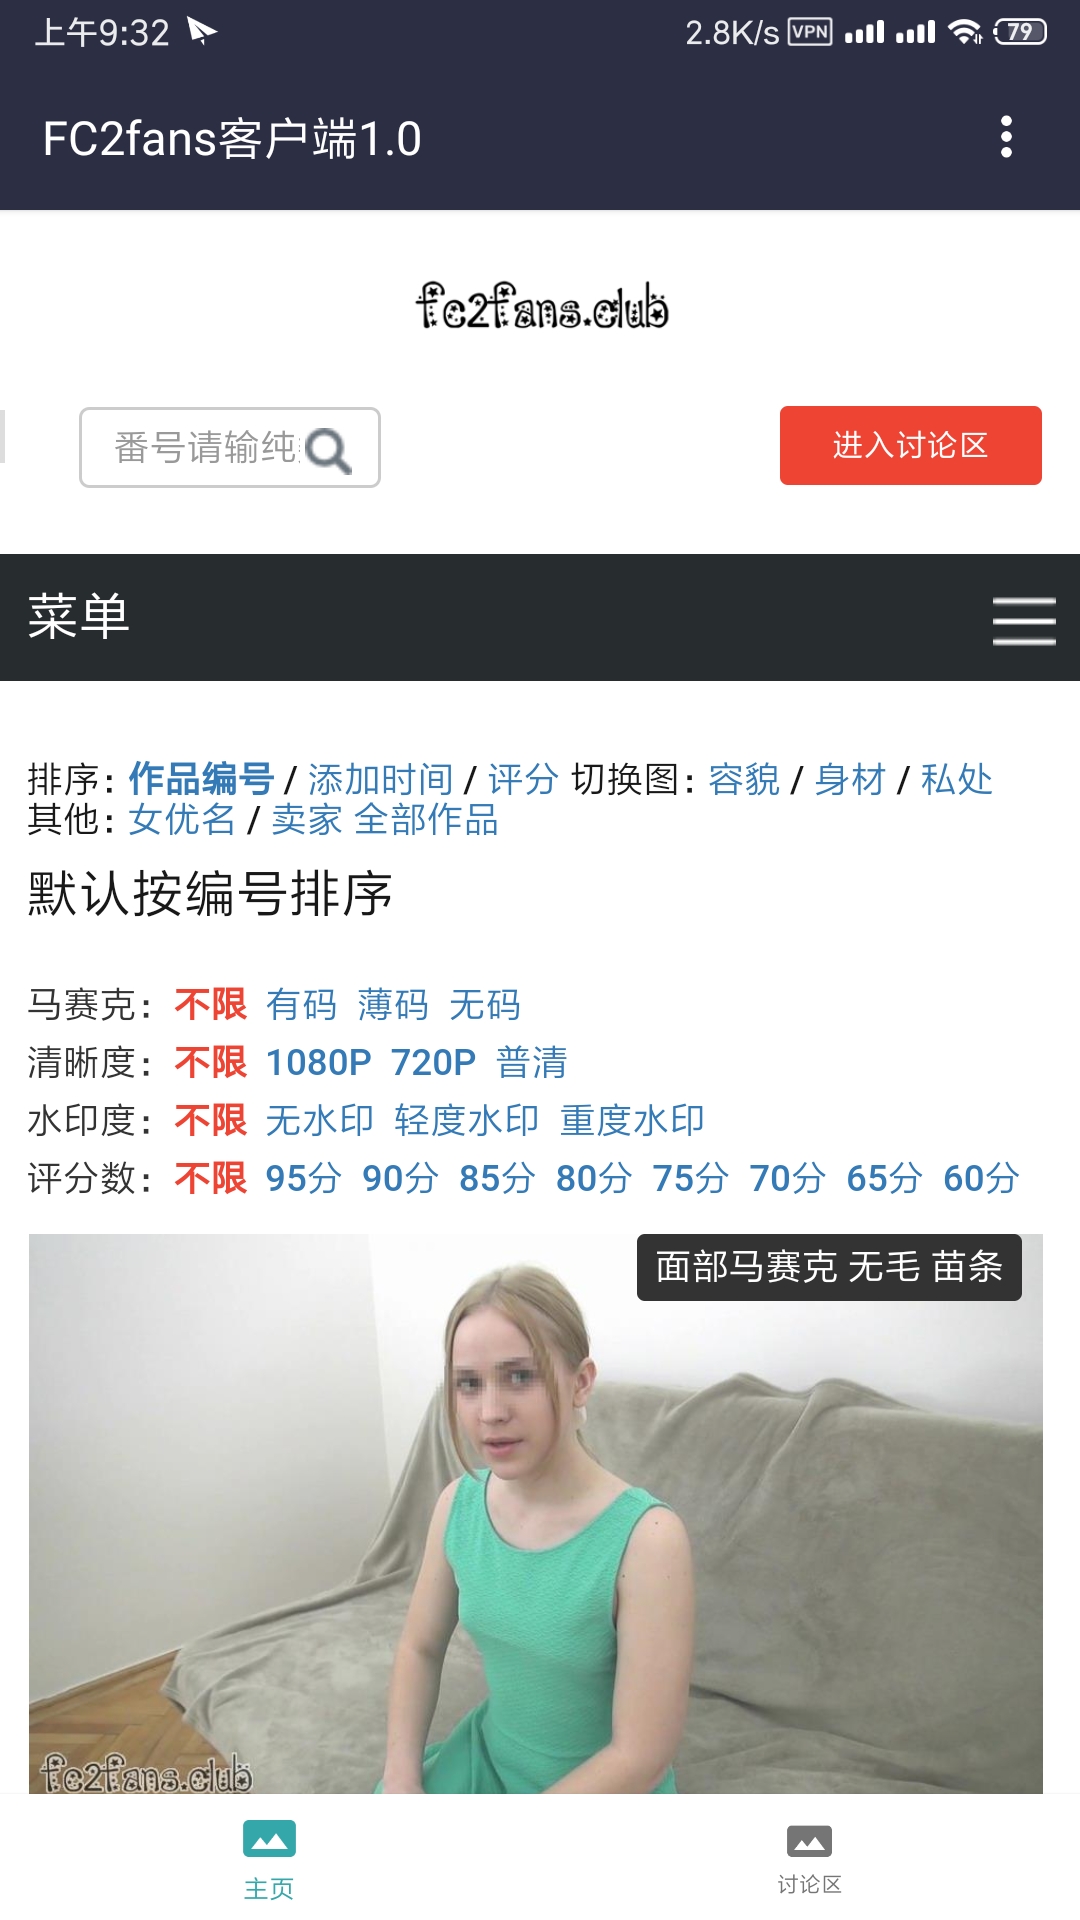 上午9:32 2.8K/s VPN 79
FC2fans客户端1.0
fc2fans.club
番号请输纯
进入讨论区
菜单
排序: 作品编号 / 添加时间 / 评分 切换图: 容貌 / 身材 / 私处
其他: 女优名 / 卖家 全部作品
默认按编号排序
马赛克: 不限 有码 薄码 无码
清晰度: 不限 1080P 720P 普清
水印度: 不限 无水印 轻度水印 重度水印
评分数: 不限 95分 90分 85分 80分 75分 70分 65分 60分
面部马赛克 无毛 苗条
fc2fans.club
主页 讨论区